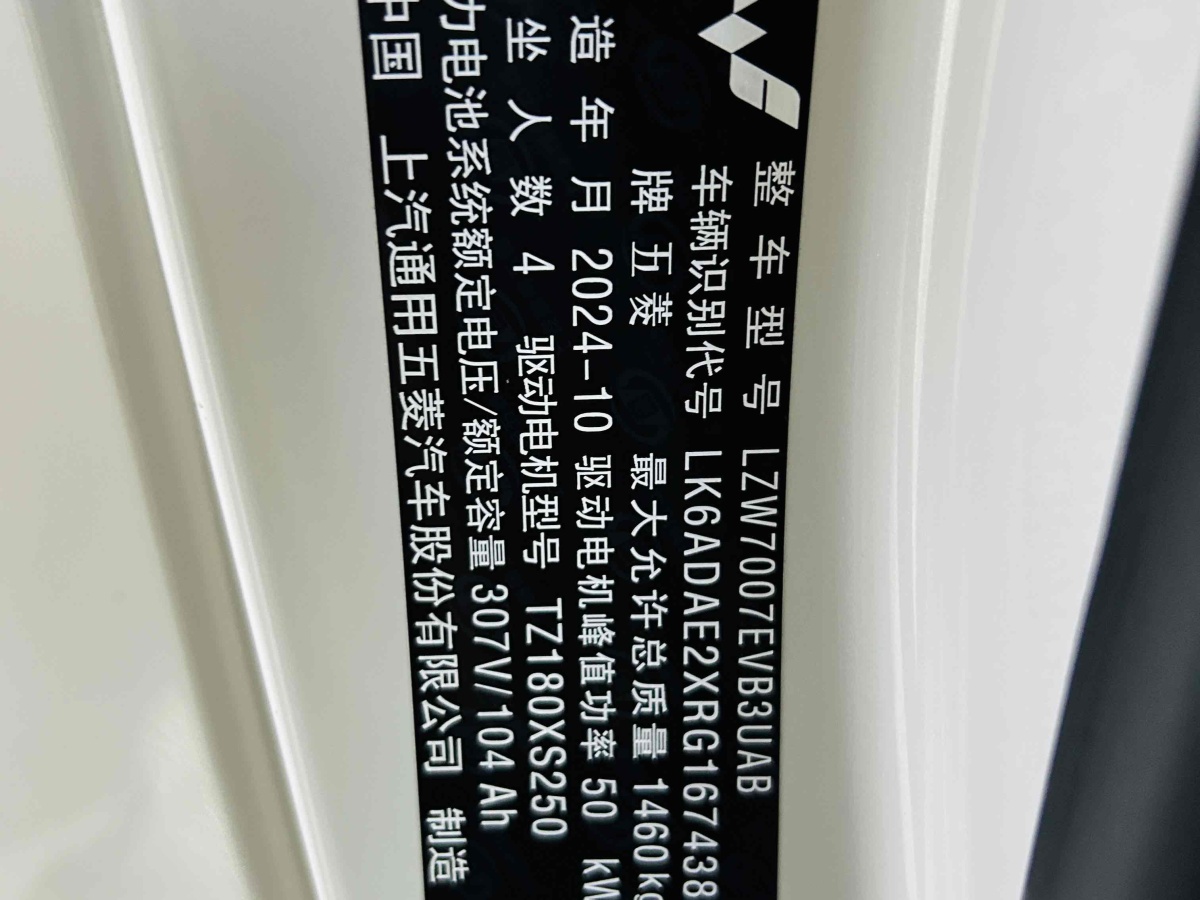 整车型号 LZW7007EVB3UAB
车辆识别代号 LK6ADAE2XRG167438
牌 五菱 最大允许总质量 1460kg
造年月 2024-10 驱动电机峰值功率 50 kW
坐人数 4 驱动电机型号 TZ180XS250
力电池系统额定电压/额定容量 307V/104 Ah
中国 上汽通用五菱汽车股份有限公司 制造